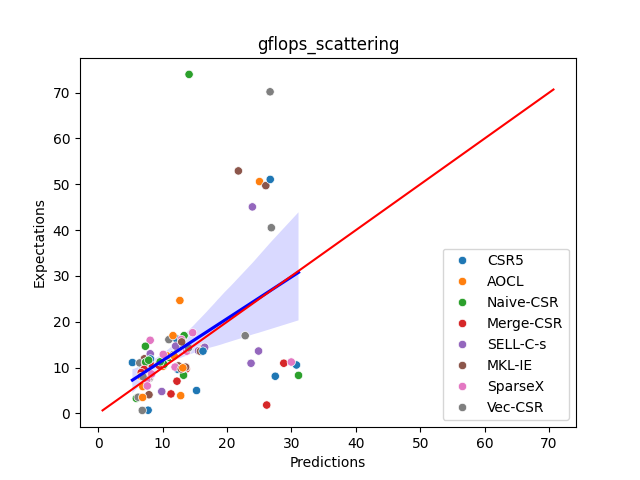 gflops_scattering
Expectations
70
60
50
40
30
20
10
0
0 10 20 30 40 50 60 70
Predictions
CSR5
AOCL
Naive-CSR
Merge-CSR
SELL-C-s
MKL-IE
SparseX
Vec-CSR